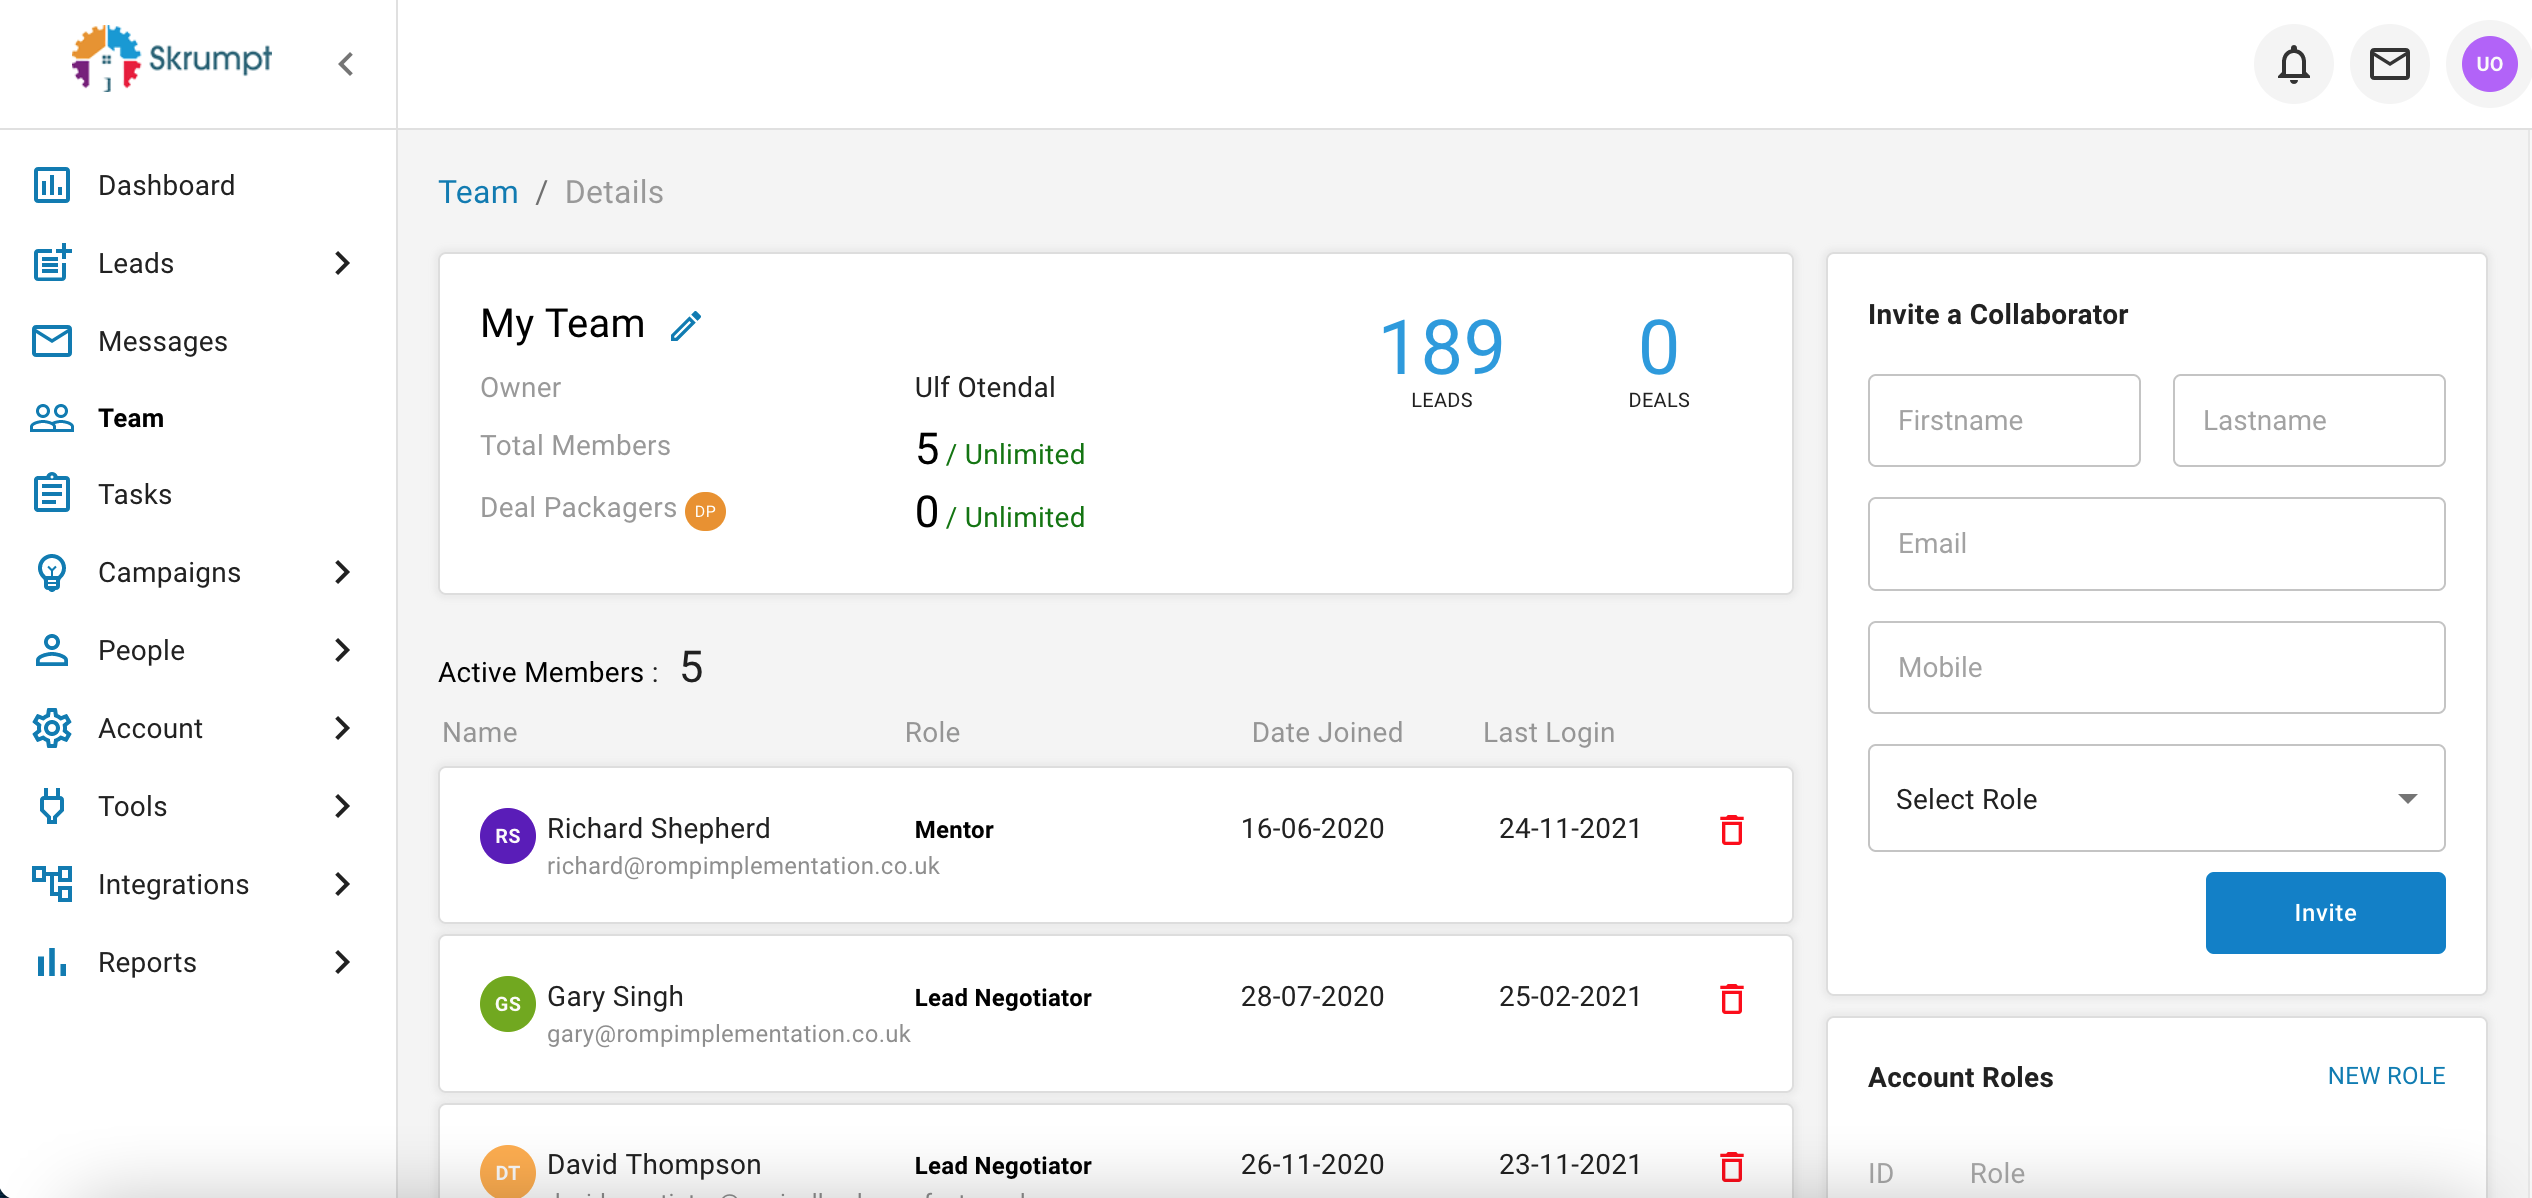 Skrumpt
UO
Dashboard
Leads
Messages
Team
Tasks
Campaigns
People
Account
Tools
Integrations
Reports
Team / Details
My Team
Owner Ulf Otendal
Total Members 5 / Unlimited
Deal Packagers DP 0 / Unlimited
189
LEADS
0
DEALS
Active Members : 5
Name Role Date Joined Last Login
RS Richard Shepherd Mentor 16-06-2020 24-11-2021
richard@rompimplementation.co.uk
GS Gary Singh Lead Negotiator 28-07-2020 25-02-2021
gary@rompimplementation.co.uk
DT David Thompson Lead Negotiator 26-11-2020 23-11-2021
Invite a Collaborator
Firstname Lastname
Email
Mobile
Select Role
Invite
Account Roles NEW ROLE
ID Role